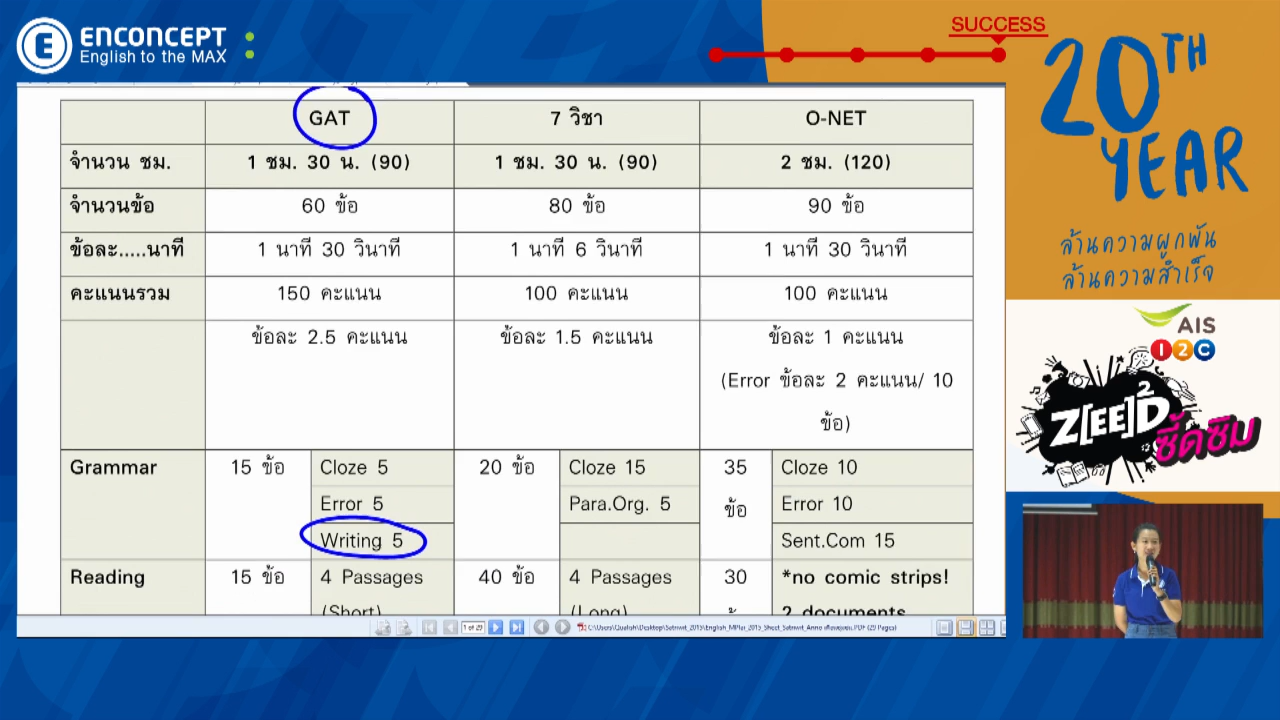 ENCONCEPT
English to the MAX
SUCCESS
20TH
YEAR
ล้านความผูกพัน
ล้านความสำเร็จ
AIS
I2C
Z[EE]D2
ซี้ดซิม
GAT 7 วิชา O-NET
จำนวน ชม. 1 ชม. 30 น. (90) 1 ชม. 30 น. (90) 2 ชม. (120)
จำนวนข้อ 60 ข้อ 80 ข้อ 90 ข้อ
ข้อละ.....นาที 1 นาที 30 วินาที 1 นาที 6 วินาที 1 นาที 30 วินาที
คะแนนรวม 150 คะแนน 100 คะแนน 100 คะแนน
ข้อละ 2.5 คะแนน ข้อละ 1.5 คะแนน ข้อละ 1 คะแนน
(Error ข้อละ 2 คะแนน/ 10
ข้อ)
Grammar 15 ข้อ Cloze 5 20 ข้อ Cloze 15 35 Cloze 10
Error 5 Para.Org. 5 ข้อ Error 10
Writing 5 Sent.Com 15
Reading 15 ข้อ 4 Passages 40 ข้อ 4 Passages 30 *no comic strips!
(Short) (Long) 2 documents
1 of 29